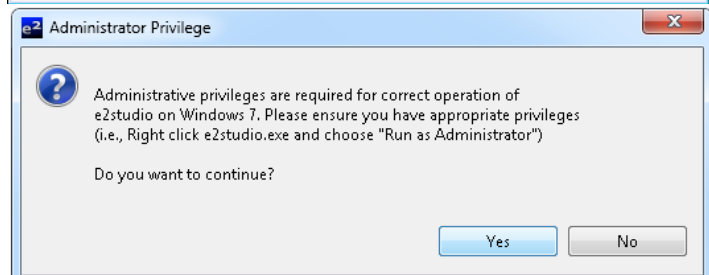 e² Administrator Privilege
Administrative privileges are required for correct operation of
e2studio on Windows 7. Please ensure you have appropriate privileges
(i.e., Right click e2studio.exe and choose "Run as Administrator")
Do you want to continue?
Yes No